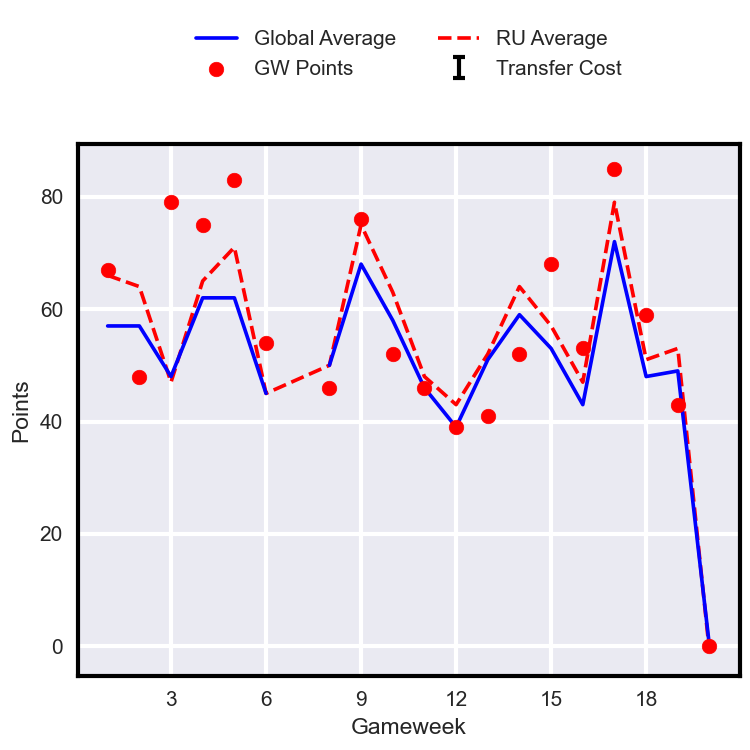 Global Average RU Average
GW Points Transfer Cost
80
60
40
20
0
Points
3 6 9 12 15 18
Gameweek